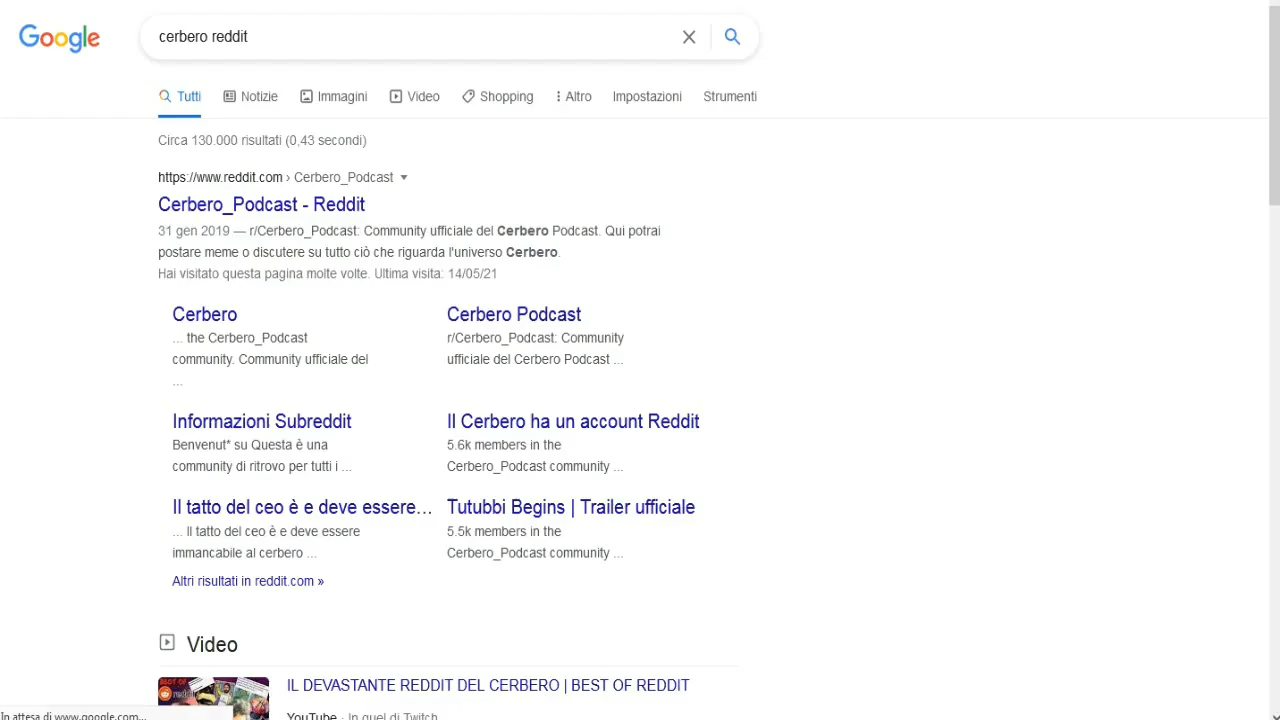 Google
cerbero reddit
Tutti Notizie Immagini Video Shopping Altro Impostazioni Strumenti
Circa 130.000 risultati (0,43 secondi)
https://www.reddit.com › Cerbero_Podcast
Cerbero_Podcast - Reddit
31 gen 2019 — r/Cerbero_Podcast: Community ufficiale del Cerbero Podcast. Qui potrai
postare meme o discutere su tutto ciò che riguarda l'universo Cerbero.
Hai visitato questa pagina molte volte. Ultima visita: 14/05/21
Cerbero
... the Cerbero_Podcast
community. Community ufficiale del
...
Cerbero Podcast
r/Cerbero_Podcast: Community
ufficiale del Cerbero Podcast ...
Informazioni Subreddit
Benvenut* su Questa è una
community di ritrovo per tutti i ...
Il Cerbero ha un account Reddit
5.6k members in the
Cerbero_Podcast community ...
Il tatto del ceo è e deve essere...
... Il tatto del ceo è e deve essere
immancabile al cerbero ...
Tutubbi Begins | Trailer ufficiale
5.5k members in the
Cerbero_Podcast community ...
Altri risultati in reddit.com »
Video
BEST OF
reddit
IL DEVASTANTE REDDIT DEL CERBERO | BEST OF REDDIT
YouTube · In quel di Twitch
In attesa di www.google.com...